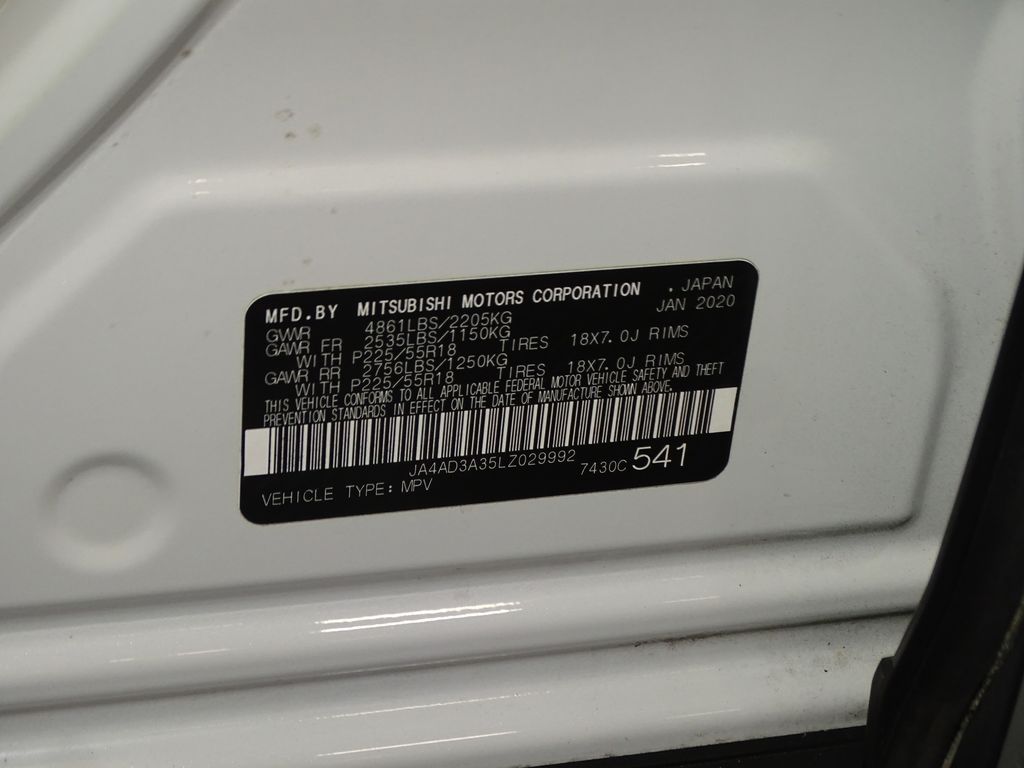 MFD.BY MITSUBISHI MOTORS CORPORATION . JAPAN
JAN 2020
GVWR 4861LBS/2205KG
GAWR FR 2535LBS/1150KG
WITH P225/55R18 TIRES 18X7.0J RIMS
GAWR RR 2756LBS/1250KG
WITH P225/55R18 TIRES 18X7.0J RIMS
THIS VEHICLE CONFORMS TO ALL APPLICABLE FEDERAL MOTOR VEHICLE SAFETY AND THEFT
PREVENTION STANDARDS IN EFFECT ON THE DATE OF MANUFACTURE SHOWN ABOVE.
JA4AD3A35LZ029992 7430C 541
VEHICLE TYPE: MPV